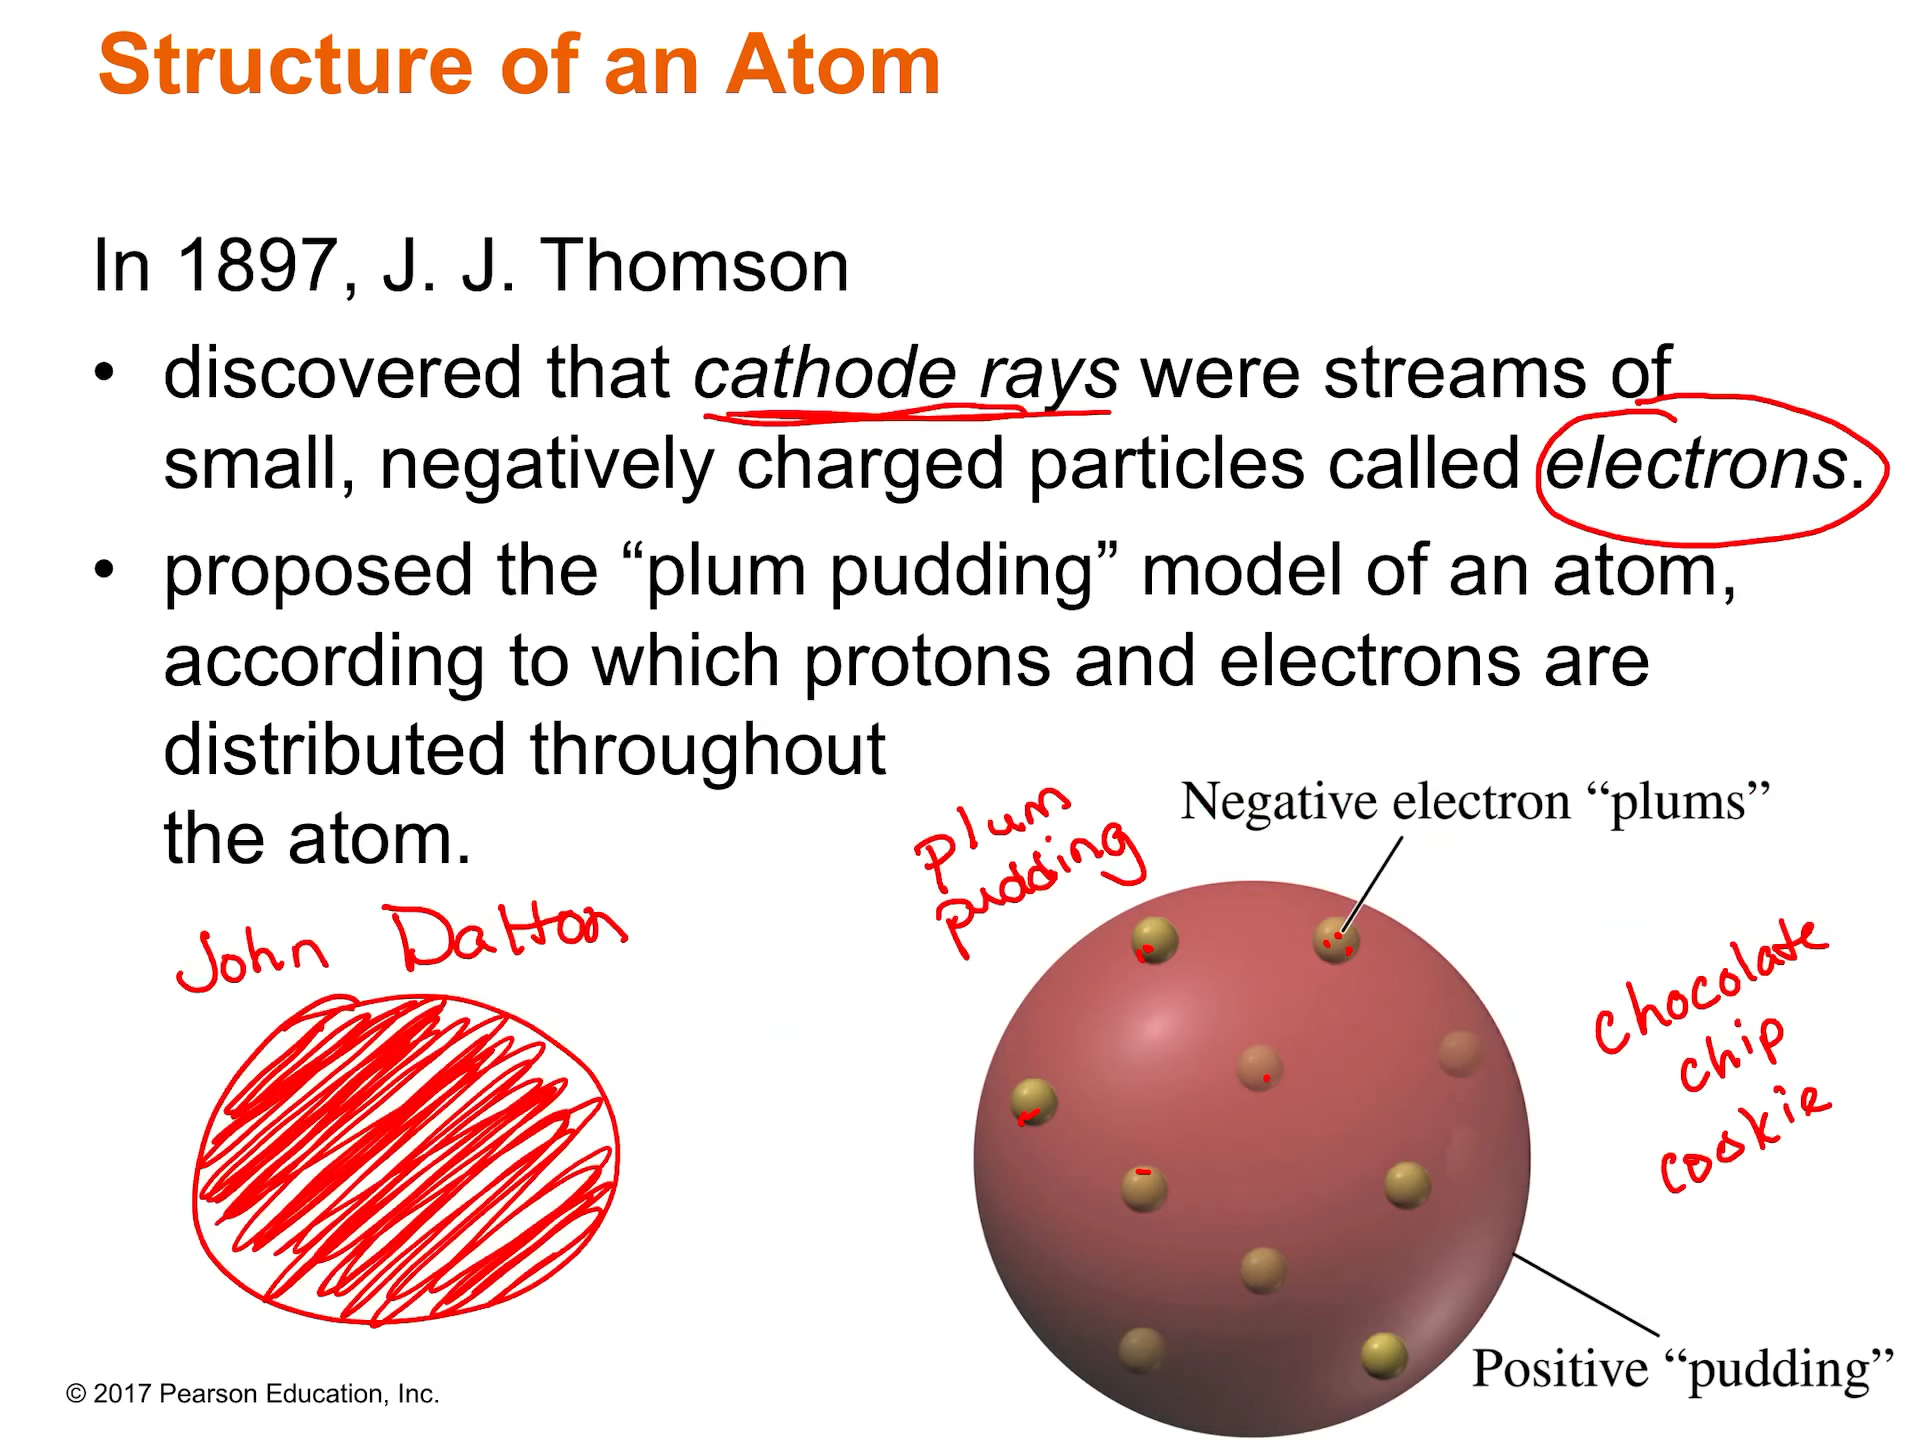 Structure of an Atom
In 1897, J. J. Thomson
• discovered that cathode rays were streams of
small, negatively charged particles called electrons.
• proposed the “plum pudding” model of an atom,
according to which protons and electrons are
distributed throughout
the atom.
plum
pudding
Negative electron “plums”
John Dalton
chocolate
chip
cookie
Positive “pudding”
© 2017 Pearson Education, Inc.